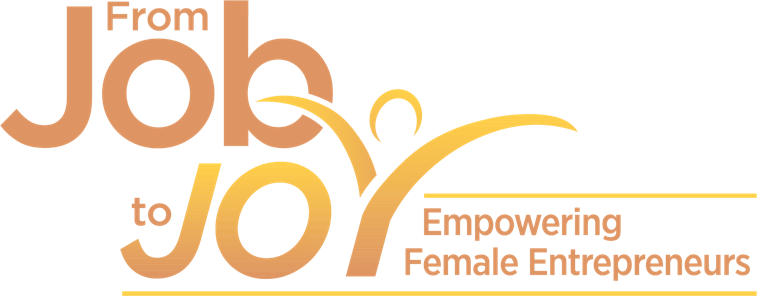 From
Job
to JOY
Empowering
Female Entrepreneurs